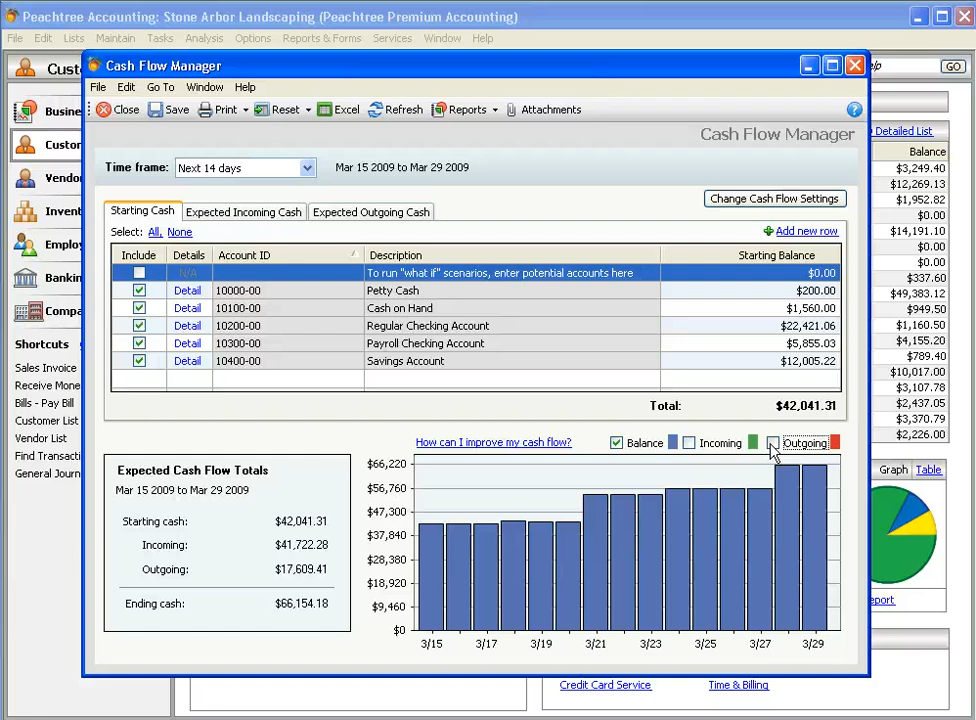 Peachtree Accounting: Stone Arbor Landscaping (Peachtree Premium Accounting)
File Edit Lists Maintain Tasks Analysis Options Reports & Forms Services Window Help
Custo
GO
Busine
Custor
Vendo
Invent
Employ
Bankin
Compa
Shortcuts
Sales Invoice
Receive Mone
Bills - Pay Bill
Customer List
Vendor List
Find Transacti
General Journ
Cash Flow Manager
File Edit Go To Window Help
Close Save Print Reset Excel Refresh Reports Attachments
Cash Flow Manager
Time frame: Next 14 days Mar 15 2009 to Mar 29 2009
Change Cash Flow Settings
Starting Cash Expected Incoming Cash Expected Outgoing Cash
Select: All, None Add new row
Include Details Account ID Description Starting Balance
N/A To run "what if" scenarios, enter potential accounts here $0.00
Detail 10000-00 Petty Cash $200.00
Detail 10100-00 Cash on Hand $1,560.00
Detail 10200-00 Regular Checking Account $22,421.06
Detail 10300-00 Payroll Checking Account $5,855.03
Detail 10400-00 Savings Account $12,005.22
Total: $42,041.31
How can I improve my cash flow? Balance Incoming Outgoing
Expected Cash Flow Totals
Mar 15 2009 to Mar 29 2009
Starting cash: $42,041.31
Incoming: $41,722.28
Outgoing: $17,609.41
Ending cash: $66,154.18
$66,220
$56,760
$47,300
$37,840
$28,380
$18,920
$9,460
$0
3/15 3/17 3/19 3/21 3/23 3/25 3/27 3/29
Detailed List
Balance
$3,249.40
$12,269.13
$1,952.82
$0.00
$14,191.10
$0.00
$0.00
$337.60
$49,383.12
$949.50
$1,160.50
$4,155.20
$789.40
$10,017.00
$3,107.78
$2,437.05
$3,370.79
$2,226.00
Graph Table
eport
Credit Card Service Time & Billing